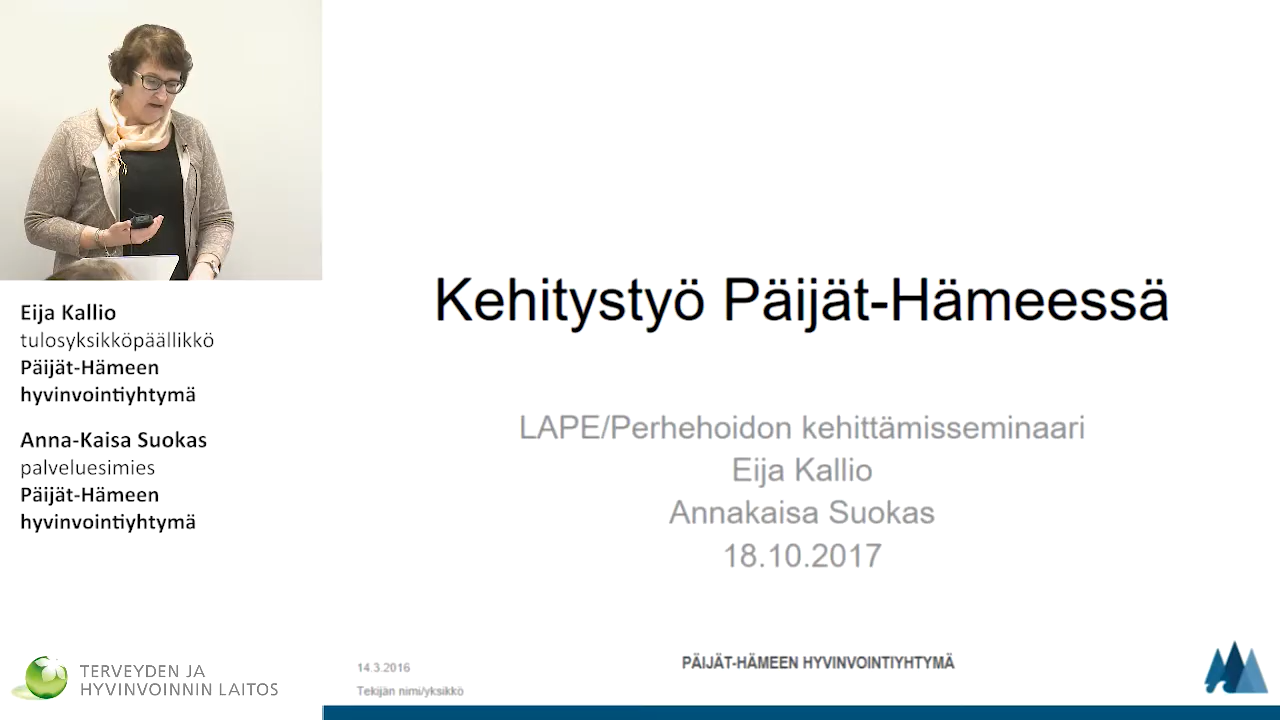 Eija Kallio
tulosyksikköpäällikkö
Päijät-Hämeen
hyvinvointiyhtymä
Anna-Kaisa Suokas
palveluesimies
Päijät-Hämeen
hyvinvointiyhtymä
TERVEYDEN JA
HYVINVOINNIN LAITOS
Kehitystyö Päijät-Hämeessä
LAPE/Perhehoidon kehittämisseminaari
Eija Kallio
Annakaisa Suokas
18.10.2017
14.3.2016
Tekijän nimi/yksikkö
PÄIJÄT-HÄMEEN HYVINVOINTIYHTYMÄ